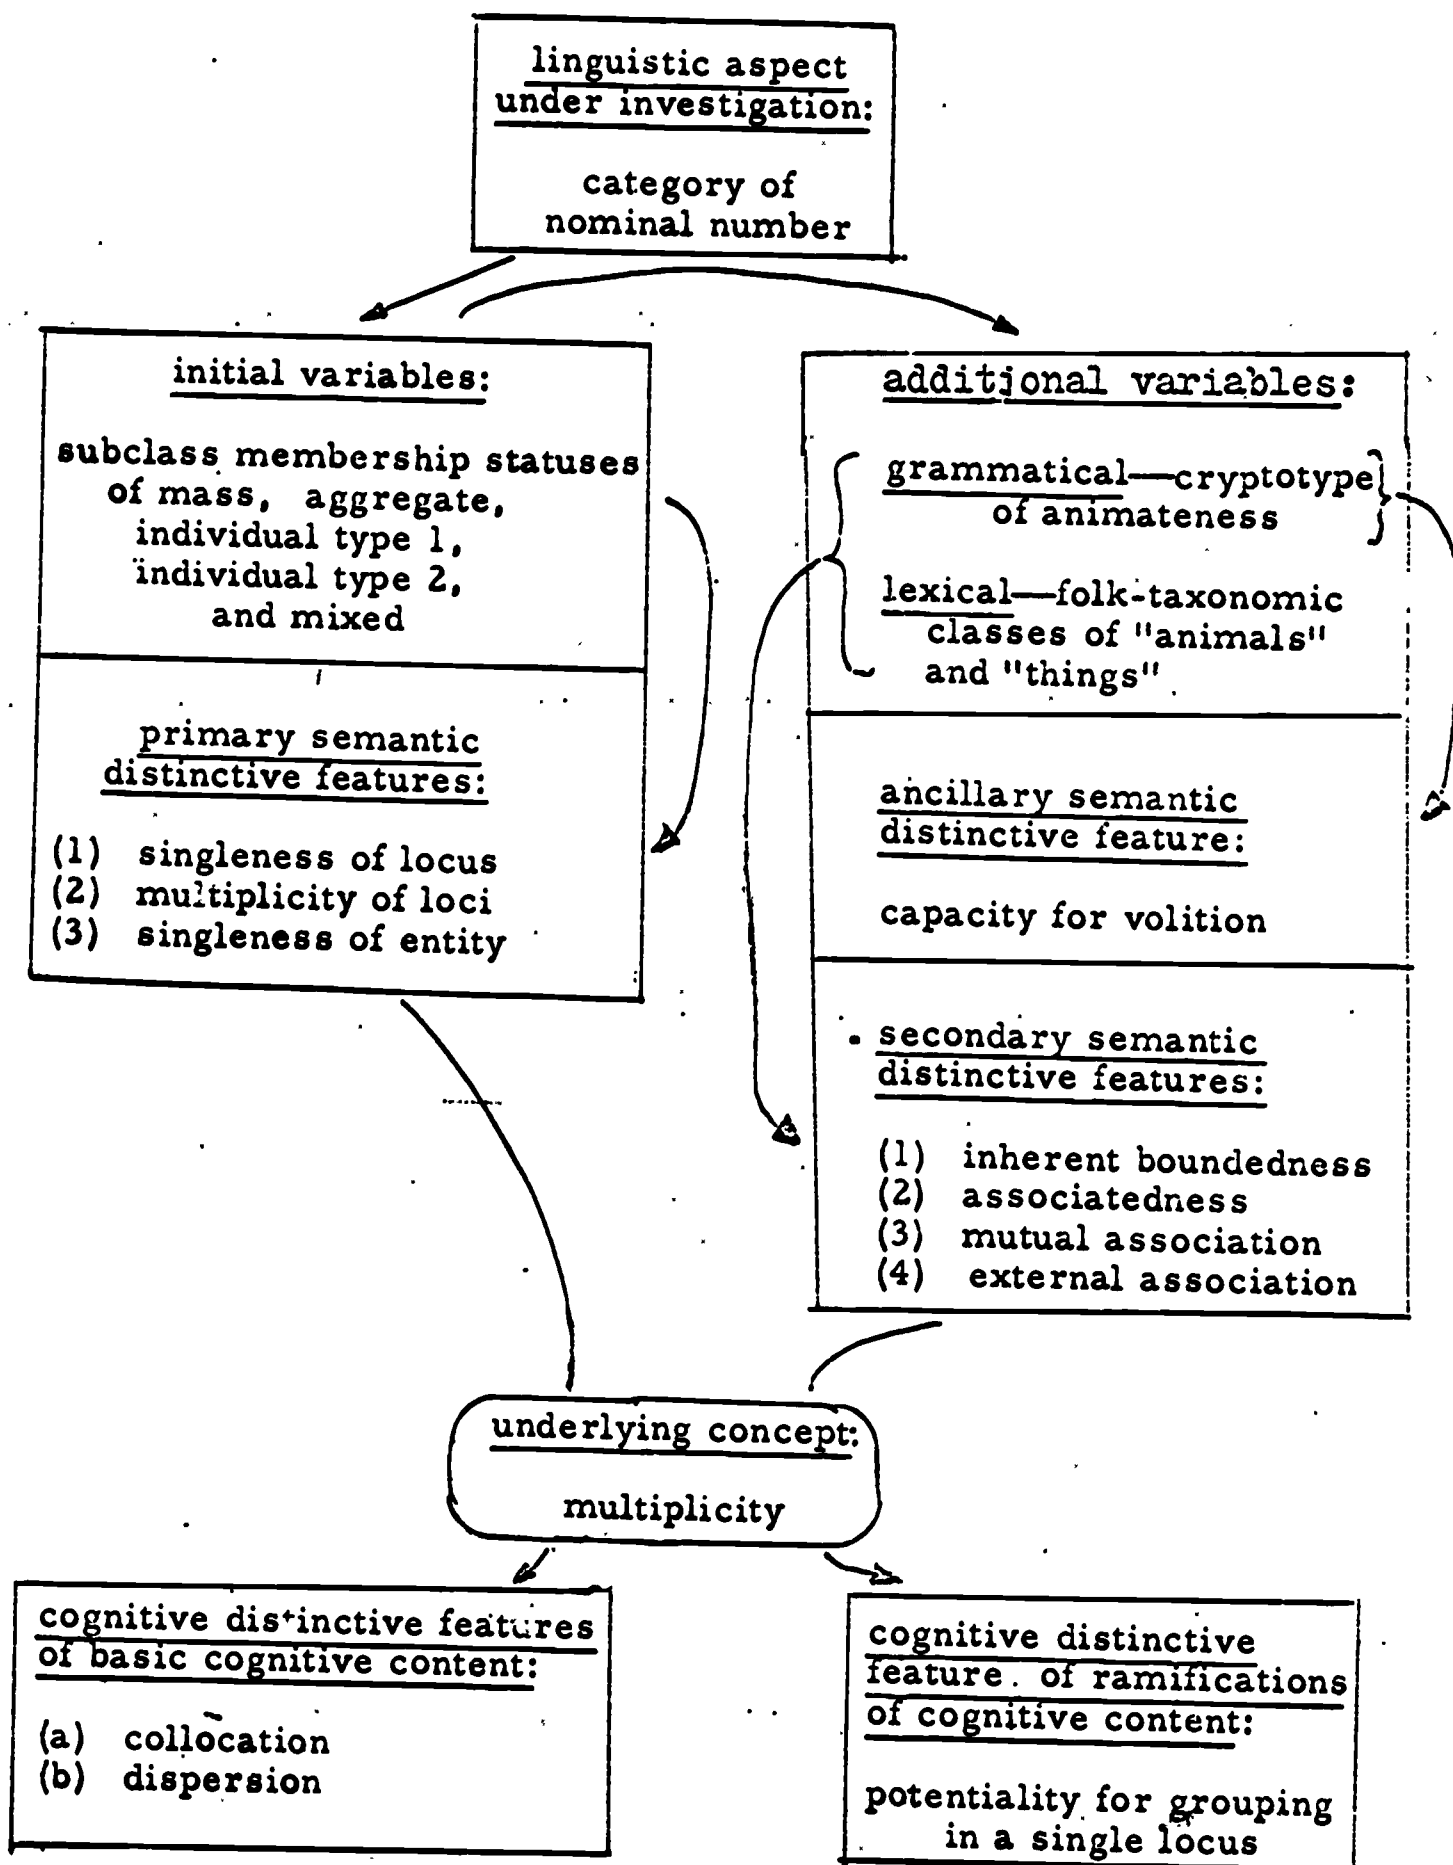 linguistic aspect
under investigation:
category of
nominal number
initial variables:
subclass membership statuses
of mass, aggregate,
individual type 1,
individual type 2,
and mixed
primary semantic
distinctive features:
(1) singleness of locus
(2) multiplicity of loci
(3) singleness of entity
additional variables:
grammatical—cryptotype
of animateness
lexical—folk-taxonomic
classes of "animals"
and "things"
ancillary semantic
distinctive feature:
capacity for volition
secondary semantic
distinctive features:
(1) inherent boundedness
(2) associatedness
(3) mutual association
(4) external association
underlying concept:
multiplicity
cognitive distinctive features
of basic cognitive content:
(a) collocation
(b) dispersion
cognitive distinctive
feature of ramifications
of cognitive content:
potentiality for grouping
in a single locus